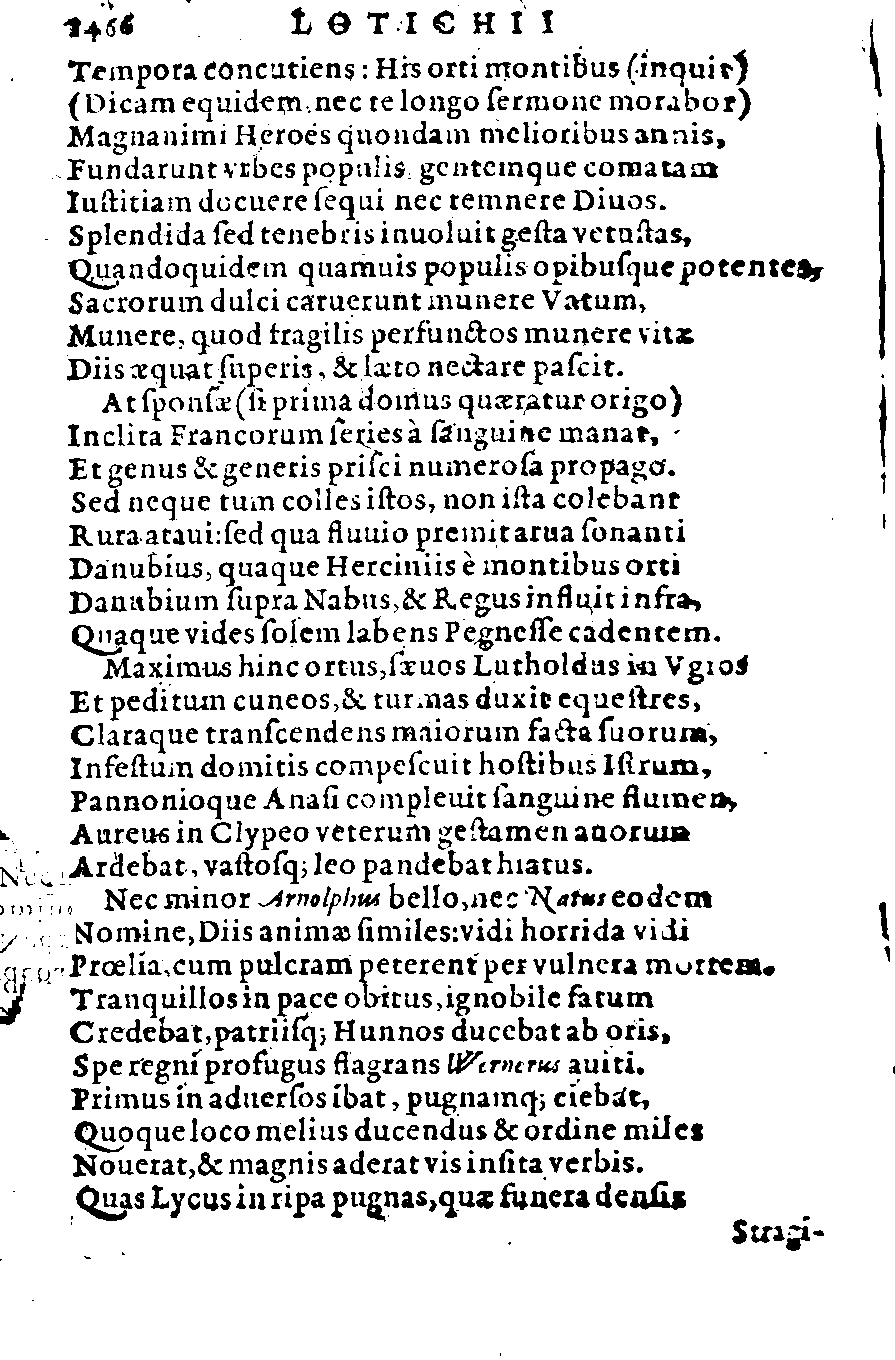 1466 LOTICHII
Tempora concutiens: His orti montibus (inquit)
(Dicam equidem, nec te longo ſermone morabor)
Magnanimi Heroës quondam melioribus annis,
Fundarunt vrbes populis, gentemque comatam
Iuſtitiam docuere ſequi nec temnere Diuos.
Splendida ſed tenebris inuoluit geſta vetuſtas,
Quandoquidem quamuis populis opibuſque potentes,
Sacrorum dulci caruerunt munere Vatum,
Munere, quod fragilis perfunctos munere vitæ
Diis æquat ſuperis, & læto nectare paſcit.
At ſponſæ (ſi prima domus quæratur origo)
Inclita Francorum ſeries à ſanguine manat,
Et genus & generis priſci numeroſa propago.
Sed neque tum colles iſtos, non iſta colebant
Rura ataui: ſed qua fluuio premit arua ſonanti
Danubius, quaque Herciniis è montibus orti
Danubium ſupra Nabus, & Regus influit infra,
Quaque vides ſolem labens Pegneſſe cadentem.
Maximus hinc ortus, ſæuos Lutholdus in Vgros
Et peditum cuneos, & turmas duxit equeſtres,
Claraque tranſcendens maiorum facta ſuorum,
Infeſtum domitis compeſcuit hoſtibus Iſtrum,
Pannonioque Anaſi compleuit ſanguine flumen,
Aureus in Clypeo veterum geſtamen auorum
Ardebat, vaſtoſq; leo pandebat hiatus.
Nec minor Arnolphus bello, nec Natus eodem
Nomine, Diis animæ ſimiles: vidi horrida vidi
Prœlia, cum pulcram peterent per vulnera mortem.
Tranquillos in pace obitus, ignobile fatum
Credebat, patriiſq; Hunnos ducebat ab oris,
Spe regni profugus flagrans Wernerus auiti.
Primus in aduerſos ibat, pugnamq; ciebat,
Quoque loco melius ducendus & ordine miles
Nouerat, & magnis aderat vis inſita verbis.
Quas Lycus in ripa pugnas, quæ funera denſis
Stragi-